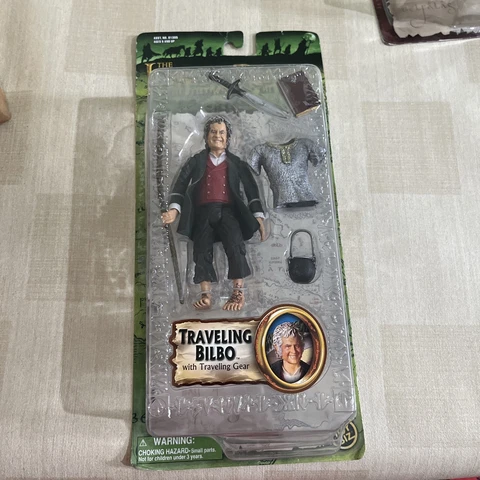 THE
TRAVELING
BILBO
with Traveling Gear
WARNING:
CHOKING HAZARD-Small parts.
Not for children under 3 years.